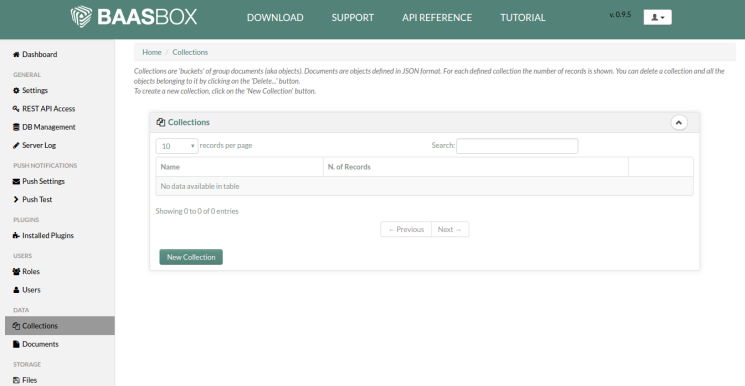 BAASBOX
DOWNLOAD
SUPPORT
API REFERENCE
TUTORIAL
v. 0.9.5
Dashboard
GENERAL
Settings
REST API Access
DB Management
Server Log
PUSH NOTIFICATIONS
Push Settings
Push Test
PLUGINS
Installed Plugins
USERS
Roles
Users
DATA
Collections
Documents
STORAGE
Files
Home / Collections
Collections are 'buckets' of group documents (aka objects). Documents are objects defined in JSON format. For each defined collection the number of records is shown. You can delete a collection and all the
objects belonging to it by clicking on the 'Delete...' button.
To create a new collection, click on the 'New Collection' button.
Collections
10 records per page
Search:
Name
N. of Records
No data available in table
Showing 0 to 0 of 0 entries
← Previous
Next →
New Collection